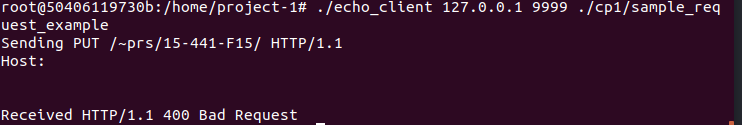 root@50406119730b:/home/project-1# ./echo_client 127.0.0.1 9999 ./cp1/sample_req
uest_example
Sending PUT /~prs/15-441-F15/ HTTP/1.1
Host:
Received HTTP/1.1 400 Bad Request